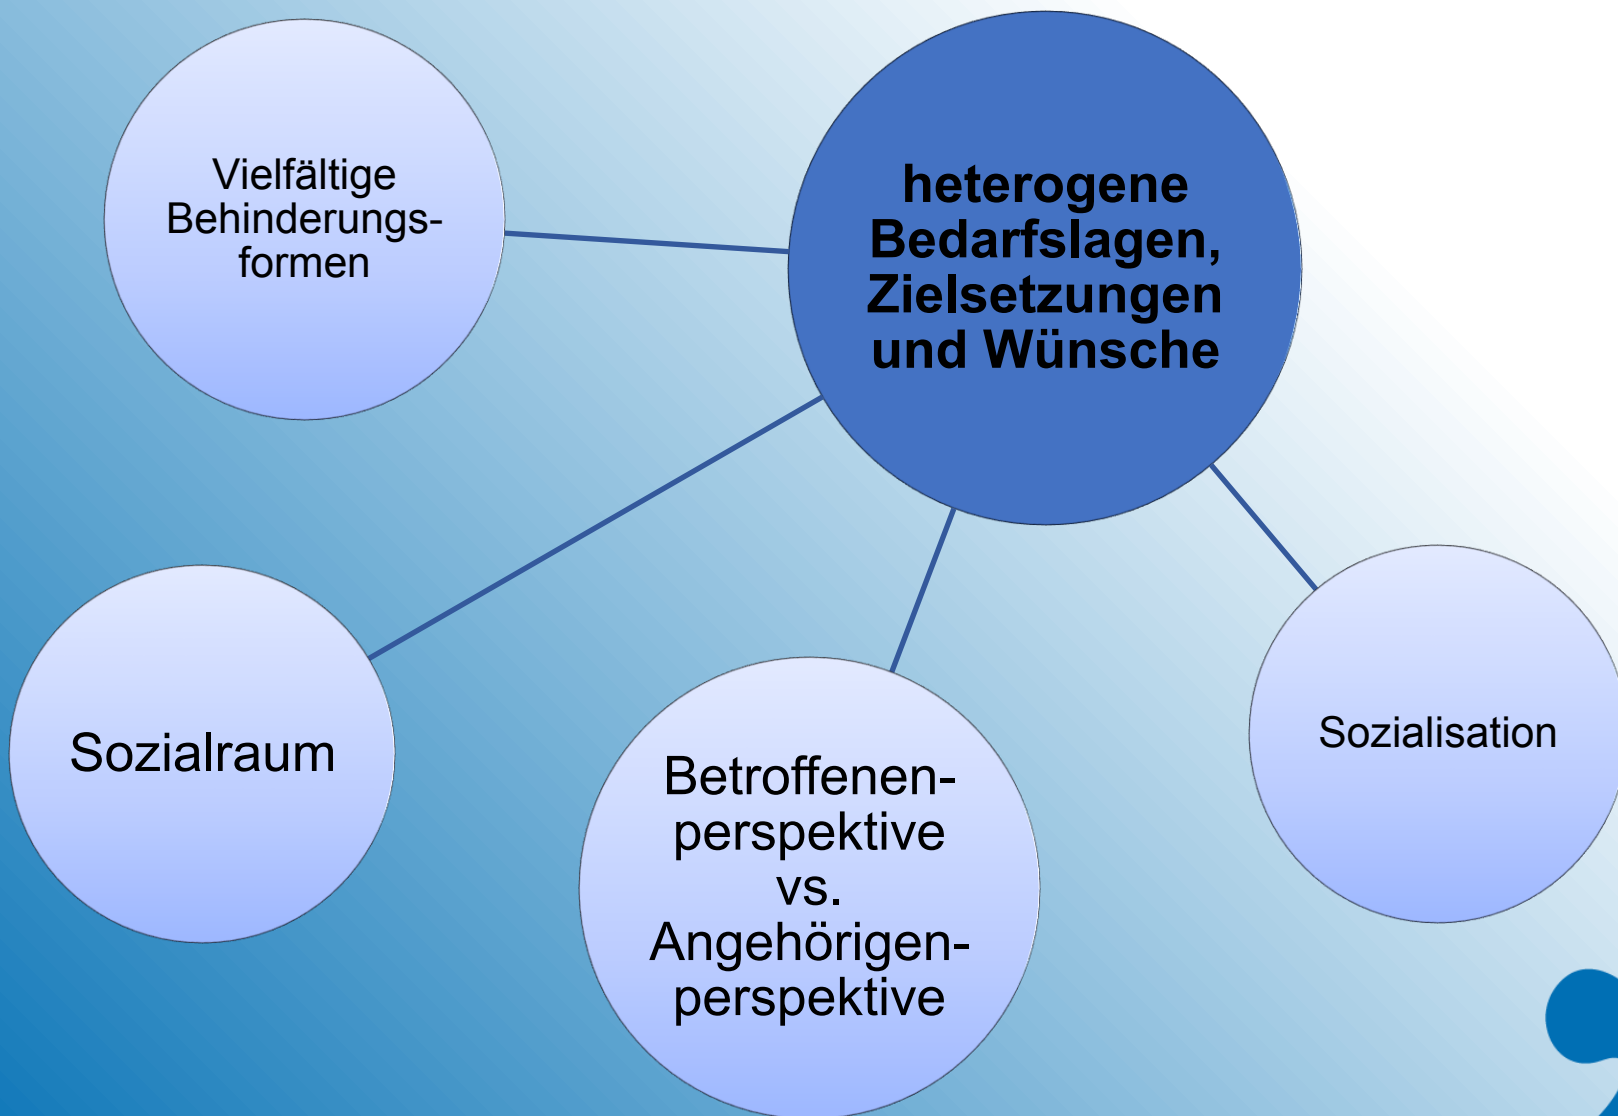 Vielfältige
Behinderungs-
formen
heterogene
Bedarfslagen,
Zielsetzungen
und Wünsche
Sozialraum
Betroffenen-
perspektive
vs.
Angehörigen-
perspektive
Sozialisation